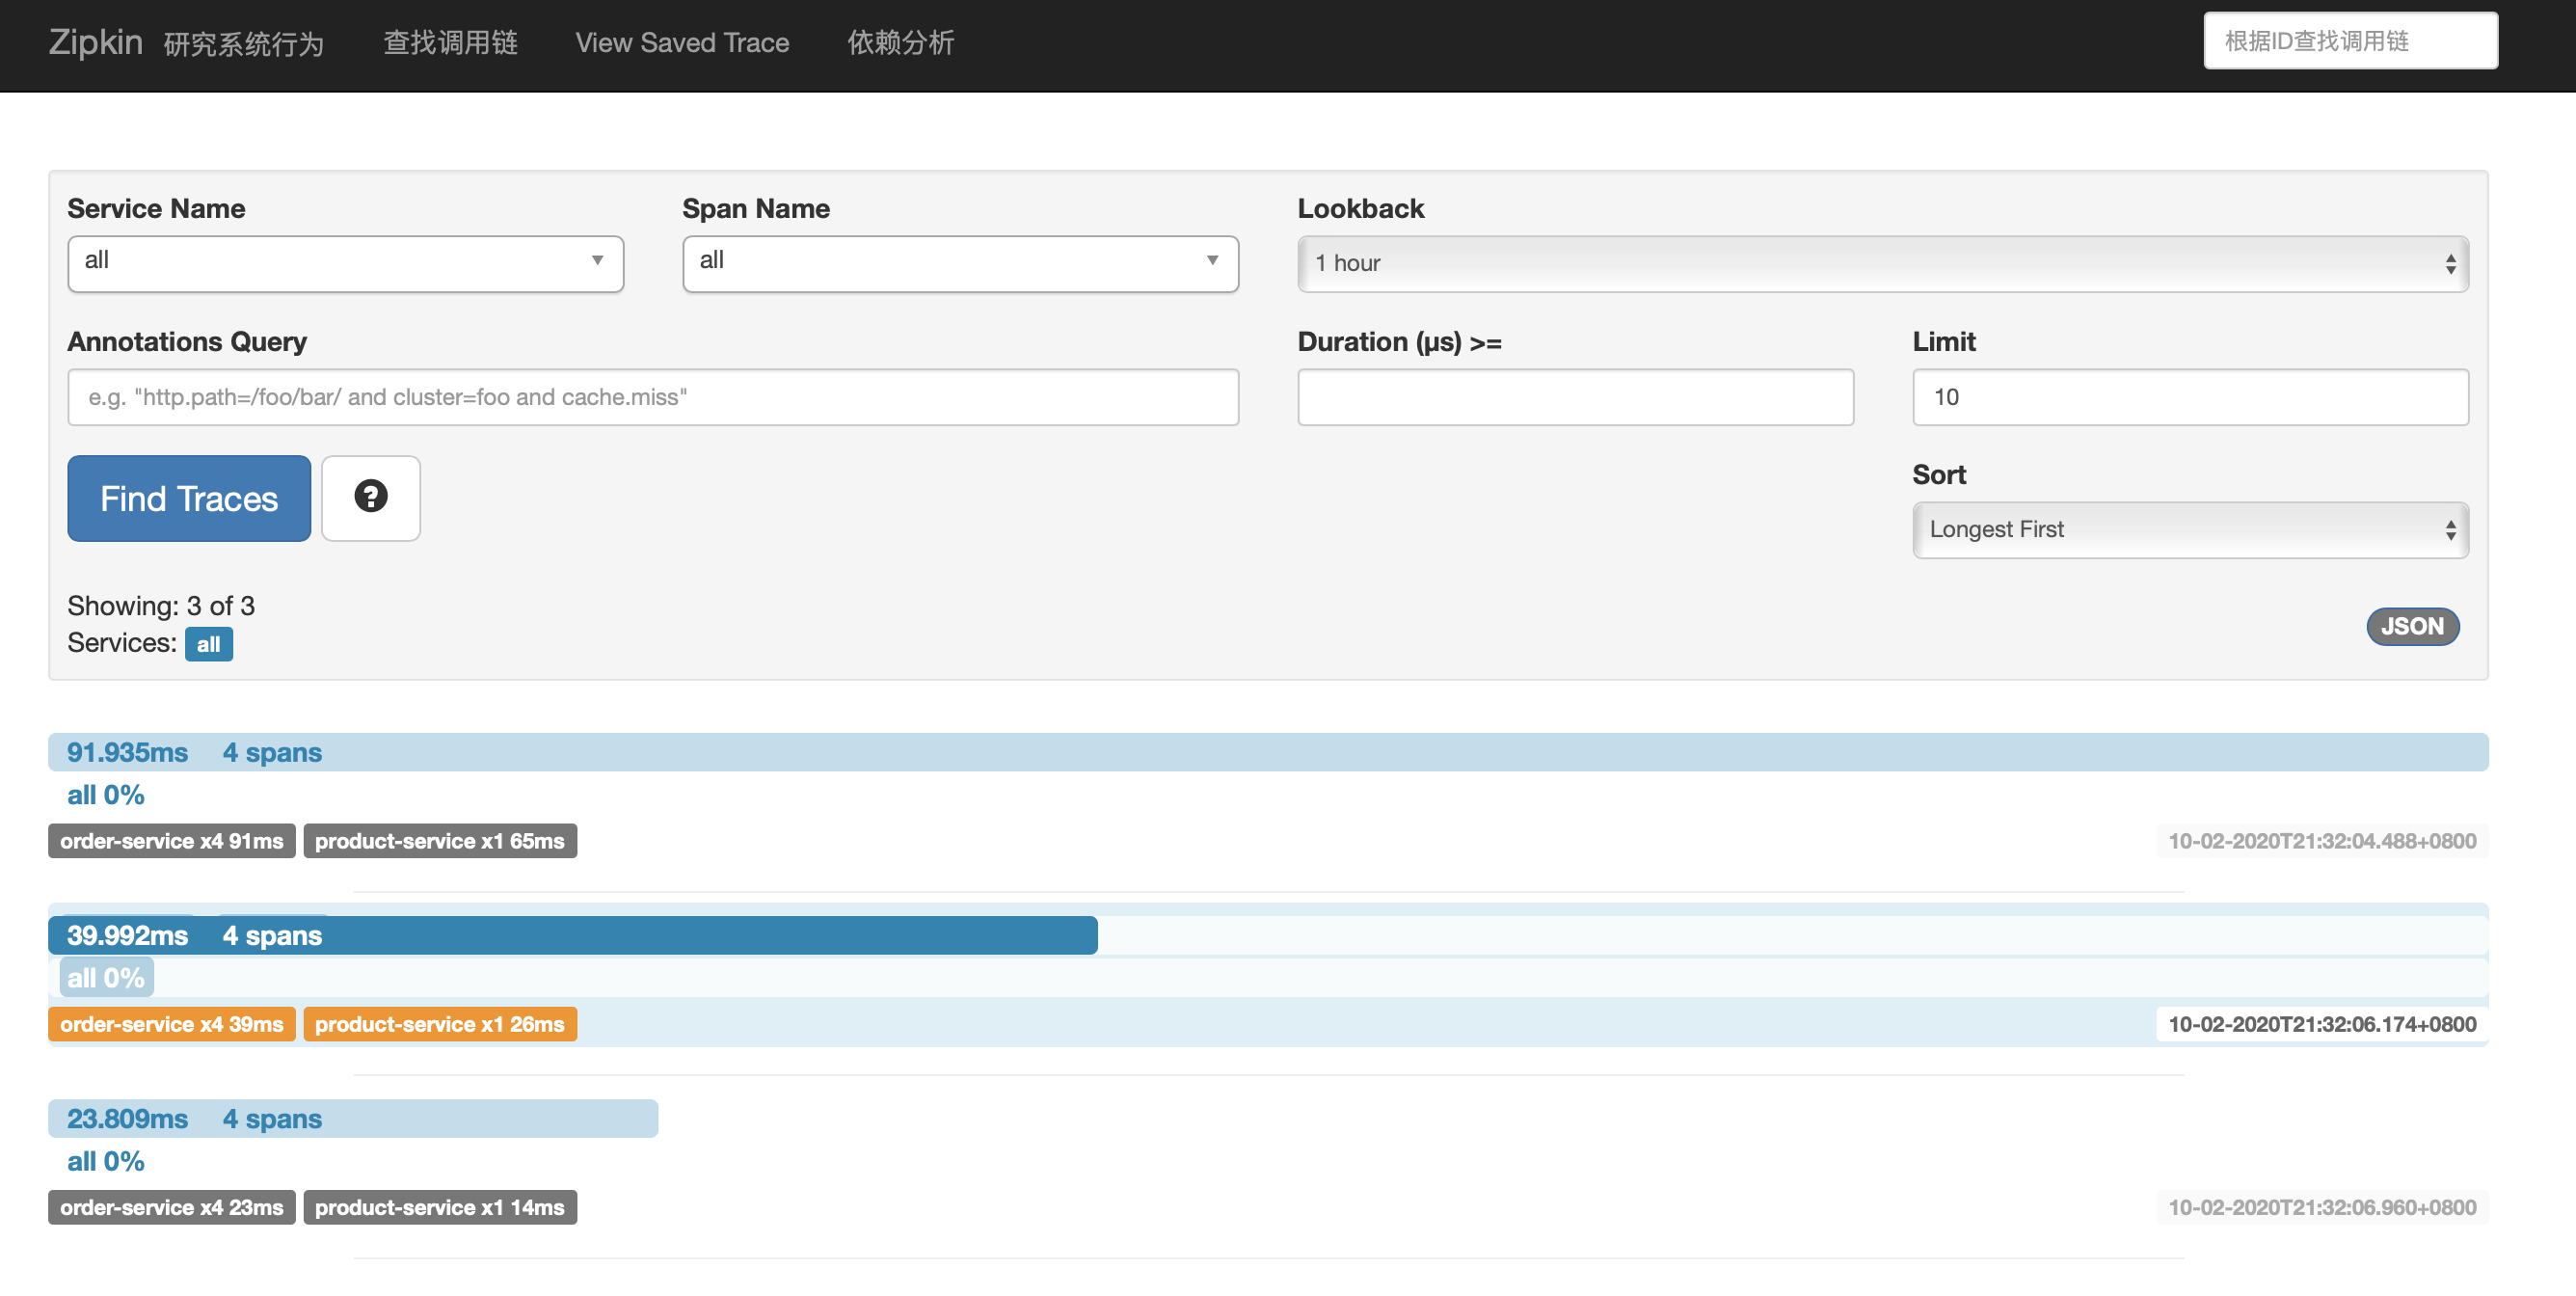 Zipkin 研究系统行为 查找调用链 View Saved Trace 依赖分析 根据ID查找调用链
Service Name Span Name Lookback
all all 1 hour
Annotations Query Duration (μs) >= Limit
e.g. "http.path=/foo/bar/ and cluster=foo and cache.miss" 10
Find Traces ? Sort
Longest First
Showing: 3 of 3
Services: all JSON
91.935ms 4 spans
all 0%
order-service x4 91ms product-service x1 65ms 10-02-2020T21:32:04.488+0800
39.992ms 4 spans
all 0%
order-service x4 39ms product-service x1 26ms 10-02-2020T21:32:06.174+0800
23.809ms 4 spans
all 0%
order-service x4 23ms product-service x1 14ms 10-02-2020T21:32:06.960+0800